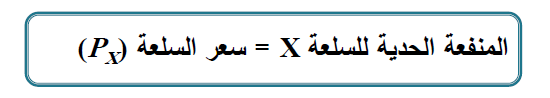 المنفعة الحدية للسلعة X = سعر السلعة (P_X)